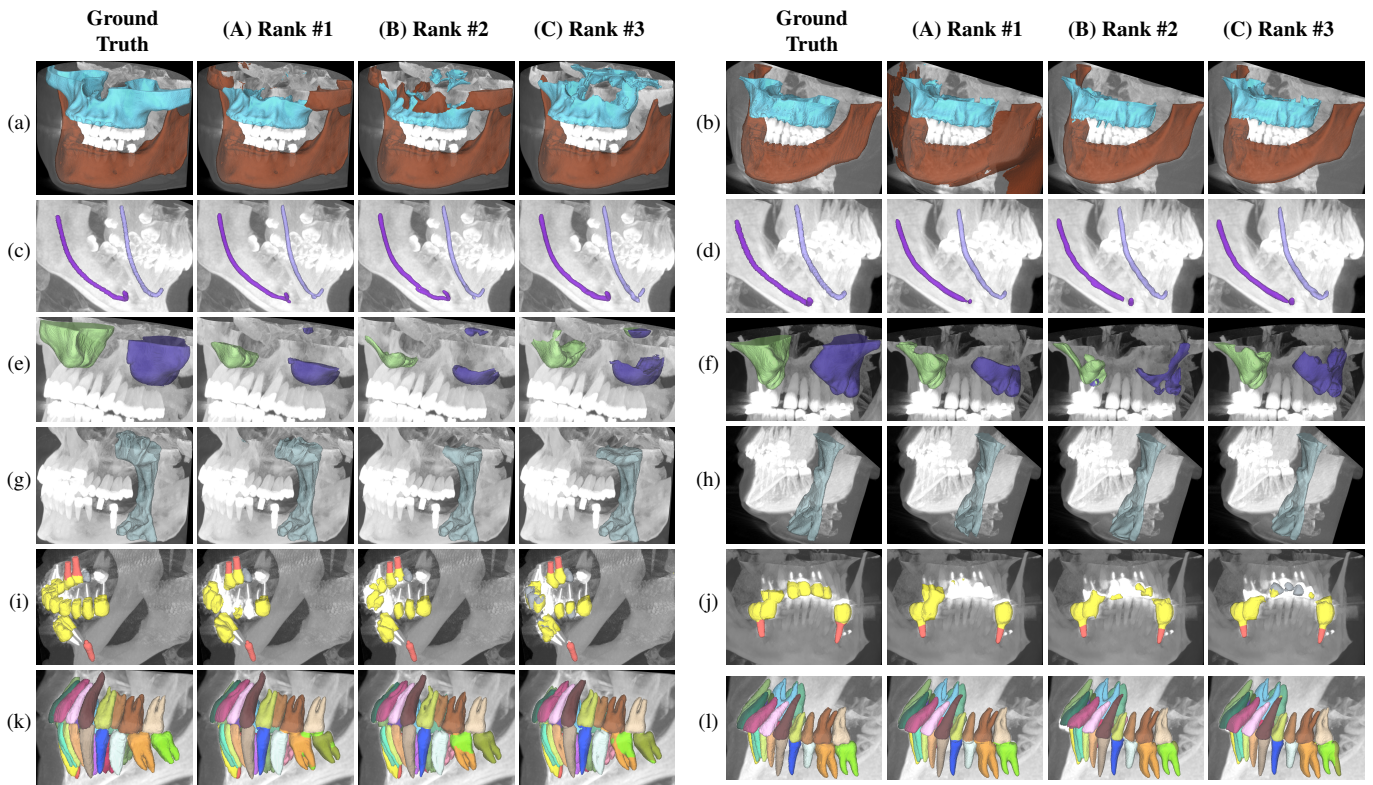 Ground Truth (A) Rank #1 (B) Rank #2 (C) Rank #3 Ground Truth (A) Rank #1 (B) Rank #2 (C) Rank #3
(a) (b)
(c) (d)
(e) (f)
(g) (h)
(i) (j)
(k) (l)